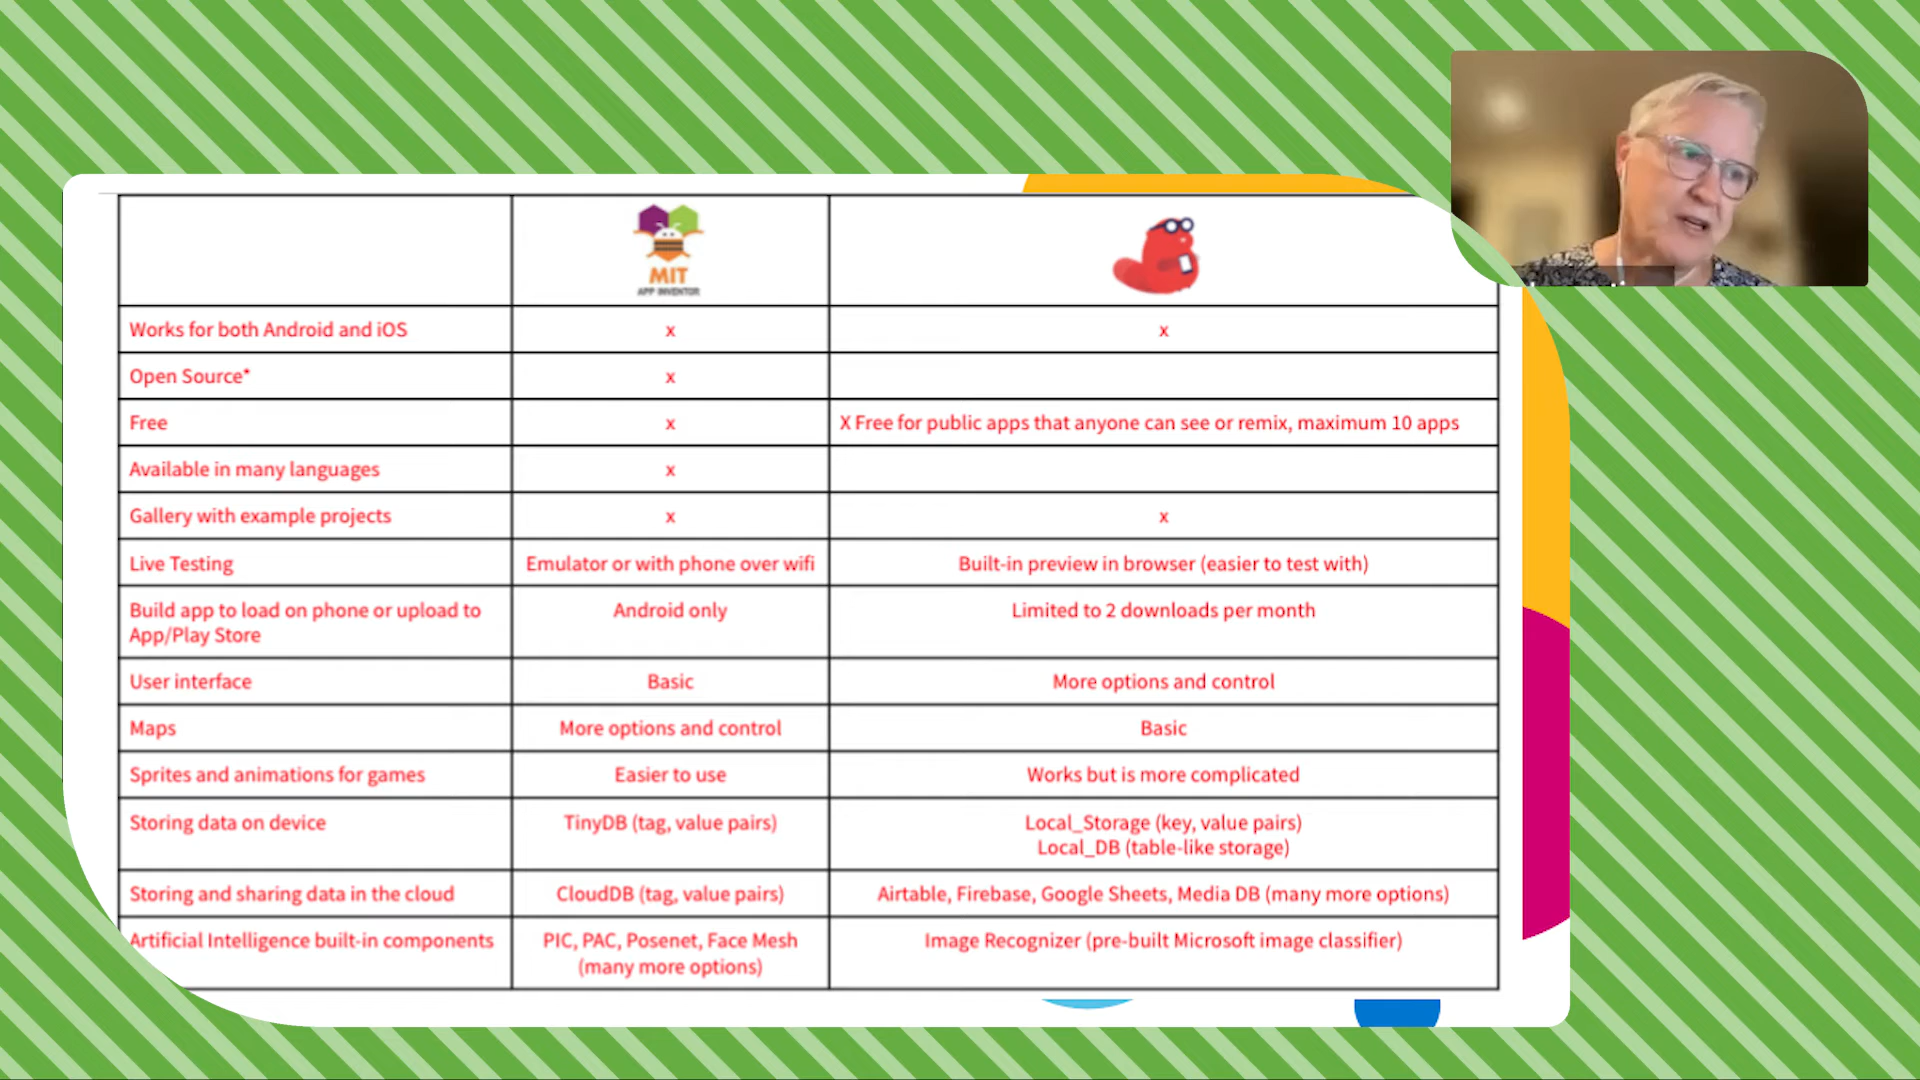 MIT
APP INVENTOR
Works for both Android and iOS x x
Open Source* x
Free x X Free for public apps that anyone can see or remix, maximum 10 apps
Available in many languages x
Gallery with example projects x x
Live Testing Emulator or with phone over wifi Built-in preview in browser (easier to test with)
Build app to load on phone or upload to Android only Limited to 2 downloads per month
App/Play Store
User interface Basic More options and control
Maps More options and control Basic
Sprites and animations for games Easier to use Works but is more complicated
Storing data on device TinyDB (tag, value pairs) Local_Storage (key, value pairs)
Local_DB (table-like storage)
Storing and sharing data in the cloud CloudDB (tag, value pairs) Airtable, Firebase, Google Sheets, Media DB (many more options)
Artificial Intelligence built-in components PIC, PAC, Posenet, Face Mesh Image Recognizer (pre-built Microsoft image classifier)
(many more options)